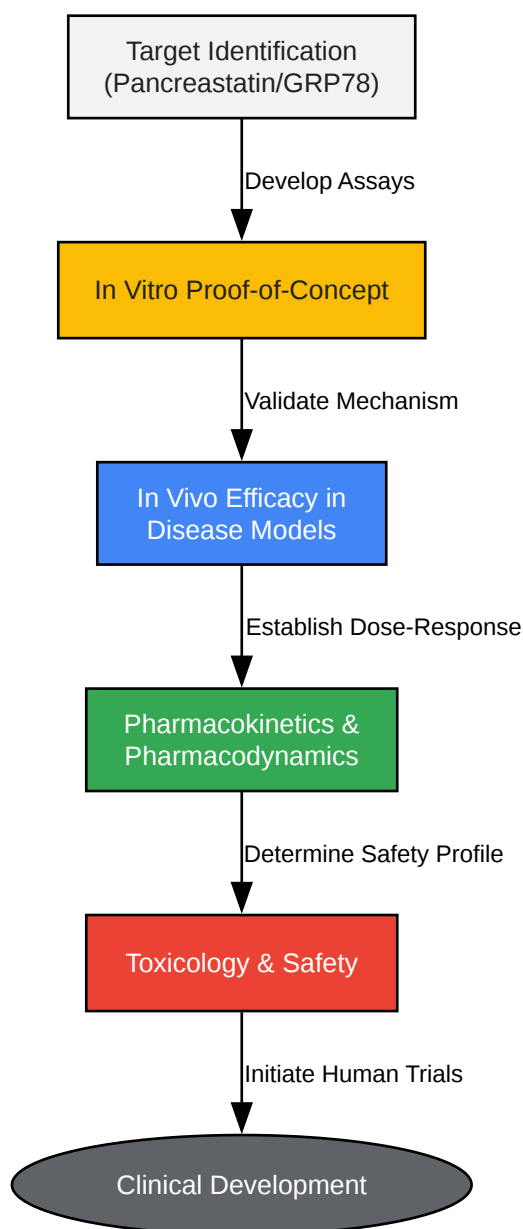 Target Identification
(Pancreastatin/GRP78)
Develop Assays
In Vitro Proof-of-Concept
Validate Mechanism
In Vivo Efficacy in
Disease Models
Establish Dose-Response
Pharmacokinetics &
Pharmacodynamics
Determine Safety Profile
Toxicology & Safety
Initiate Human Trials
Clinical Development